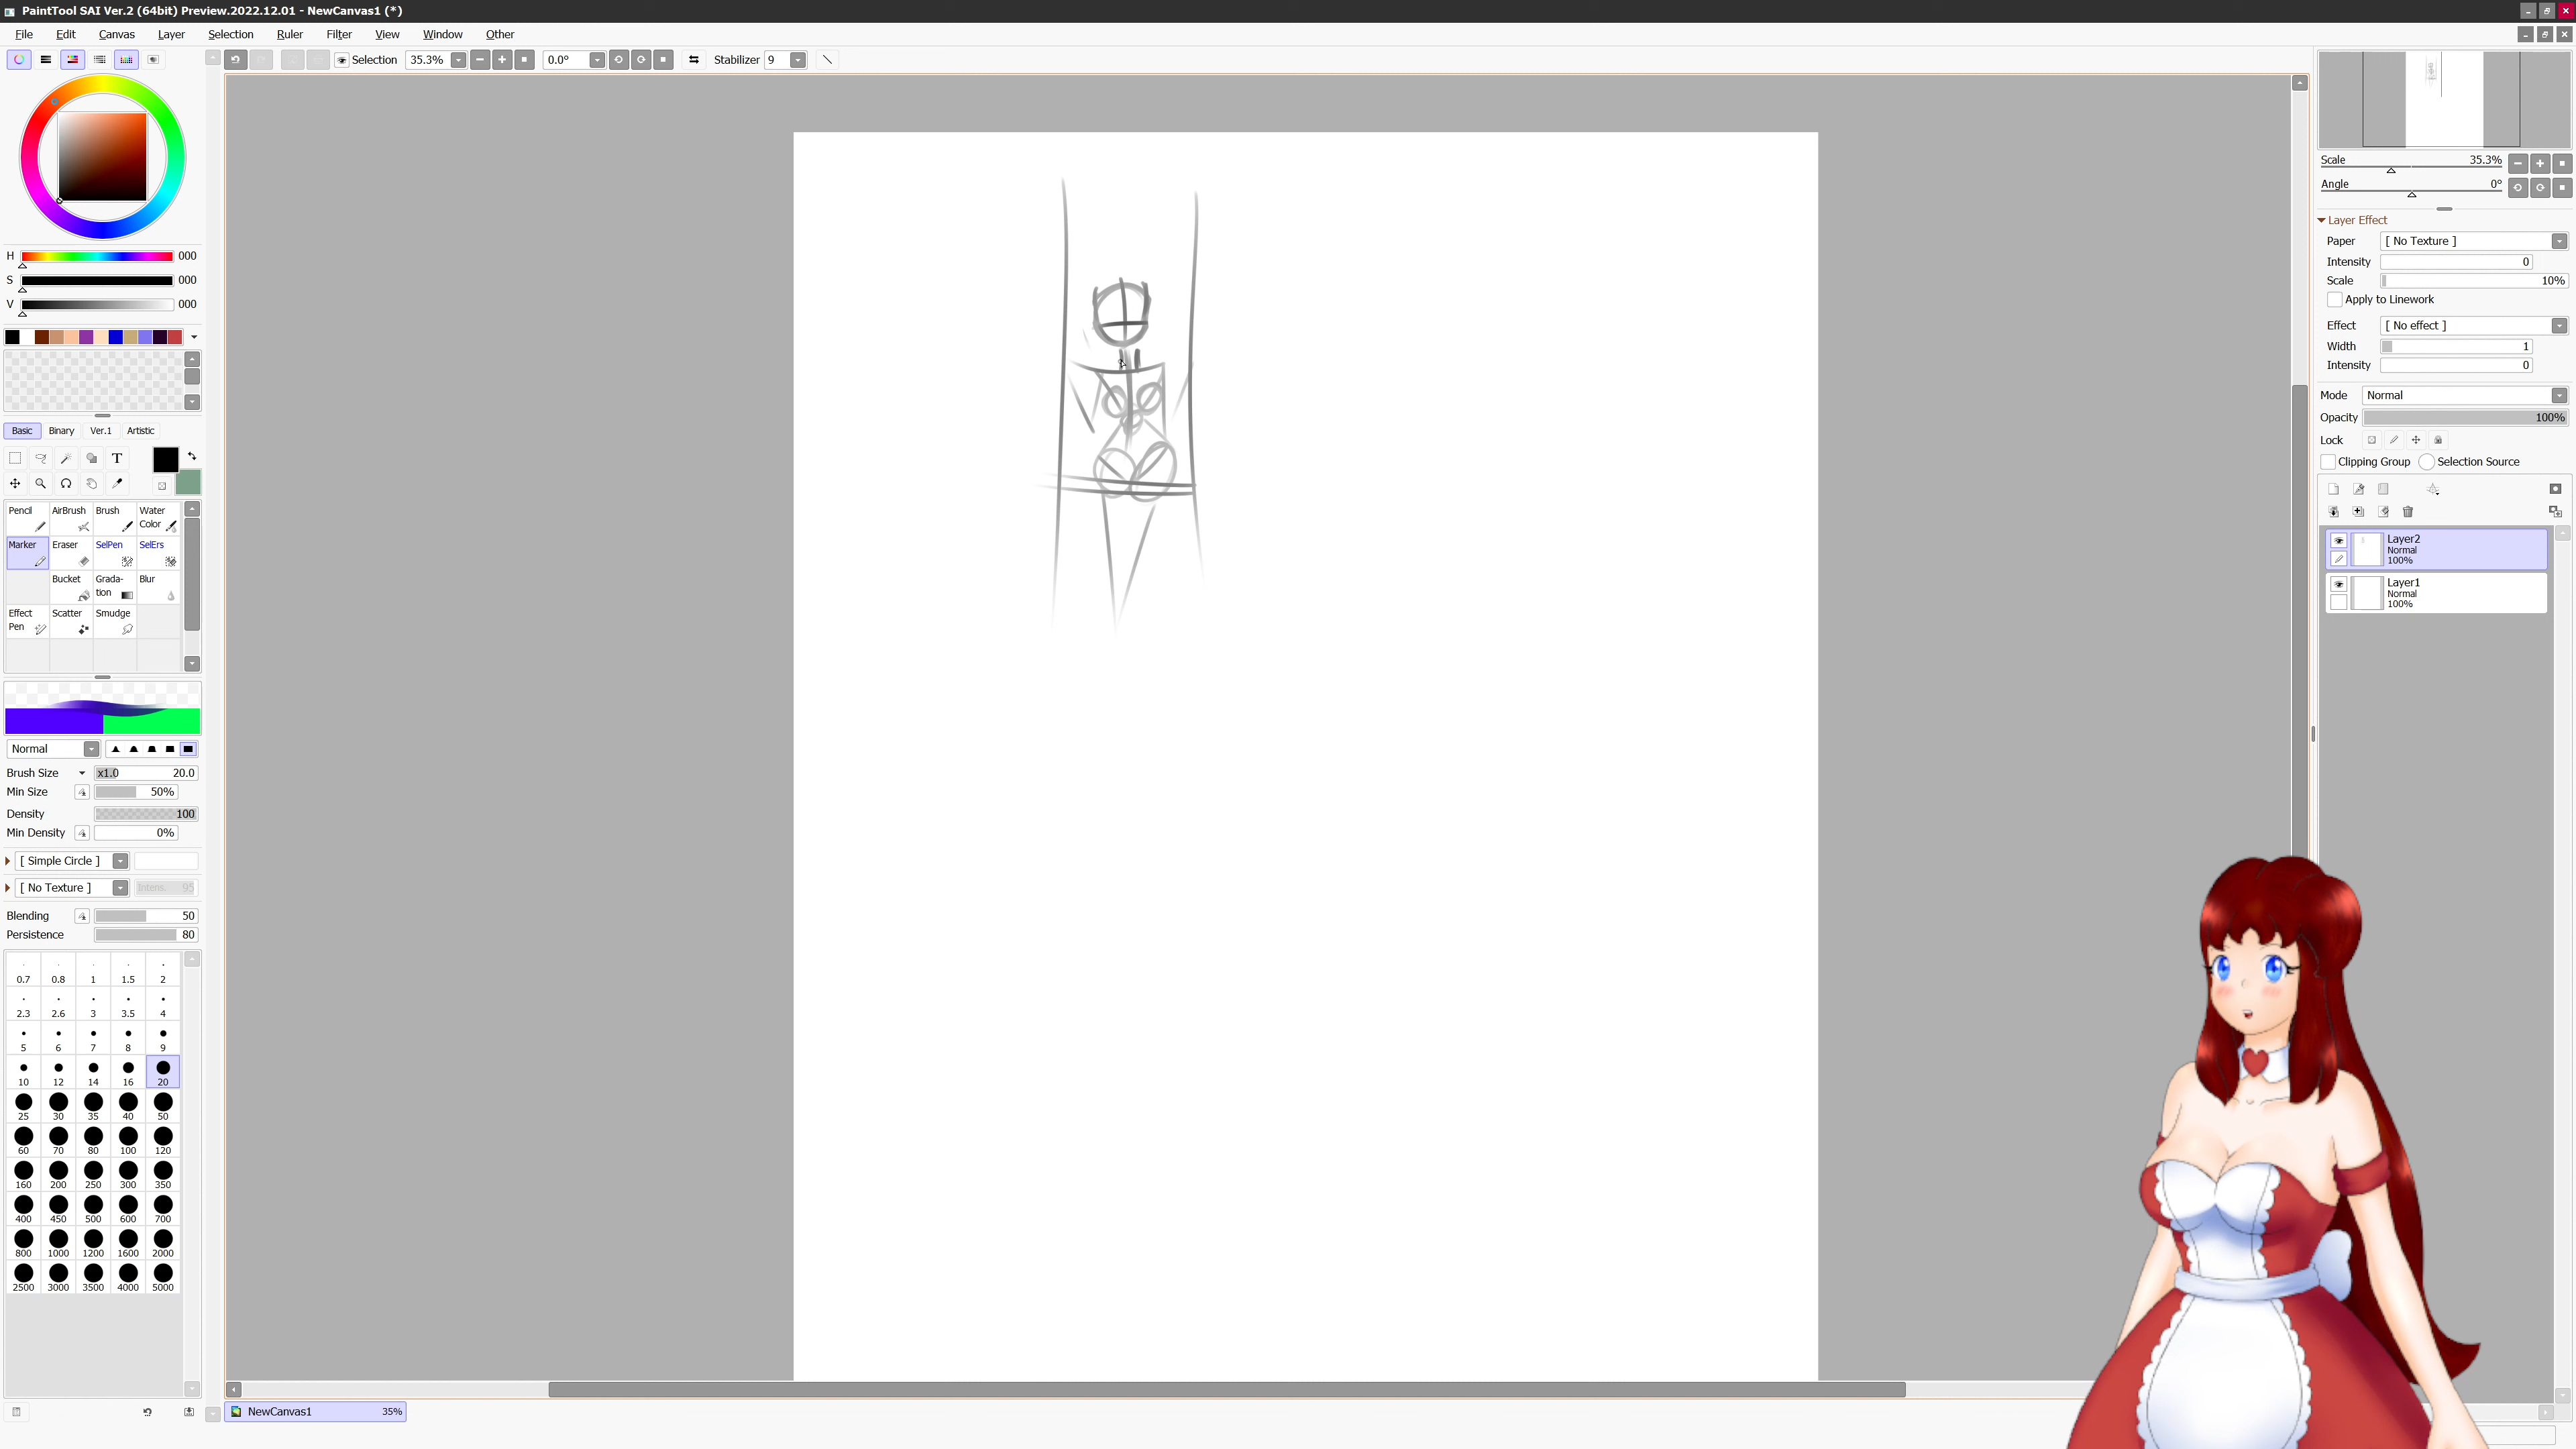 PaintTool SAI Ver.2 (64bit) Preview.2022.12.01 - NewCanvas1 (*)
File Edit Canvas Layer Selection Ruler Filter View Window Other
Selection 35.3% 0.0° Stabilizer 9
H 000
S 000
V 000
Basic Binary Ver.1 Artistic
T
Pencil AirBrush Brush Water Color
Marker Eraser SelPen SelErs
Bucket Grada-tion Blur
Effect Pen Scatter Smudge
Normal
Brush Size x1.0 20.0
Min Size 50%
Density 100
Min Density 0%
[ Simple Circle ]
[ No Texture ] Intens. 95
Blending 50
Persistence 80
0.7 0.8 1 1.5 2
2.3 2.6 3 3.5 4
5 6 7 8 9
10 12 14 16 20
25 30 35 40 50
60 70 80 100 120
160 200 250 300 350
400 450 500 600 700
800 1000 1200 1600 2000
2500 3000 3500 4000 5000
NewCanvas1 35%
Scale 35.3%
Angle 0°
Layer Effect
Paper [ No Texture ]
Intensity 0
Scale 10%
Apply to Linework
Effect [ No effect ]
Width 1
Intensity 0
Mode Normal
Opacity 100%
Lock
Clipping Group Selection Source
Layer2
Normal
100%
Layer1
Normal
100%